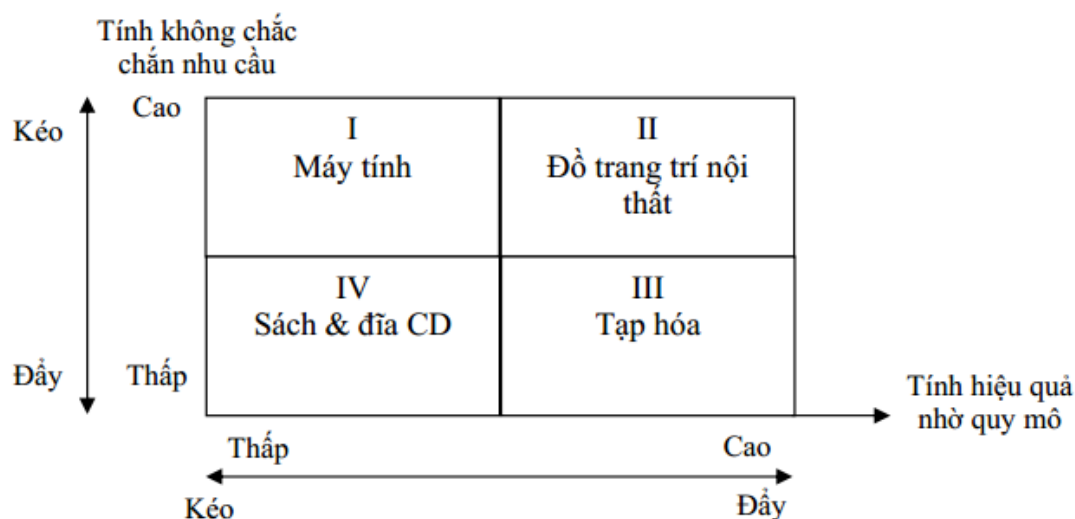 Tính không chắc
chắn nhu cầu
Kéo
Cao
I
Máy tính
II
Đồ trang trí nội
thất
IV
Sách & đĩa CD
III
Tạp hóa
Đẩy
Thấp
Tính hiệu quả
nhờ quy mô
Thấp
Cao
Kéo
Đẩy